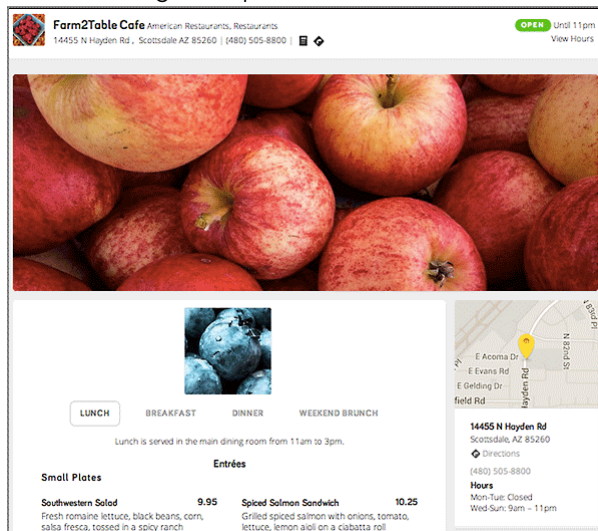 Farm2Table Cafe American Restaurants, Restaurants
14455 N Hayden Rd , Scottsdale AZ 85260 | (480) 505-8800 |
OPEN Until 11pm
View Hours
LUNCH BREAKFAST DINNER WEEKEND BRUNCH
Lunch is served in the main dining room from 11am to 3pm.
Entrées
Small Plates
Southwestern Salad 9.95
Fresh romaine lettuce, black beans, corn,
salsa fresca, tossed in a spicy ranch
Spiced Salmon Sandwich 10.25
Grilled spiced salmon with onions, tomato,
lettuce, lemon aioli on a ciabatta roll
N 83rd Pl
N 82nd St
E Acoma Dr
E Evans Rd
E Gelding Dr
field Rd
Hayden Rd
14455 N Hayden Rd
Scottsdale, AZ 85260
Directions
(480) 505-8800
Hours
Mon-Tue: Closed
Wed-Sun: 9am – 11pm